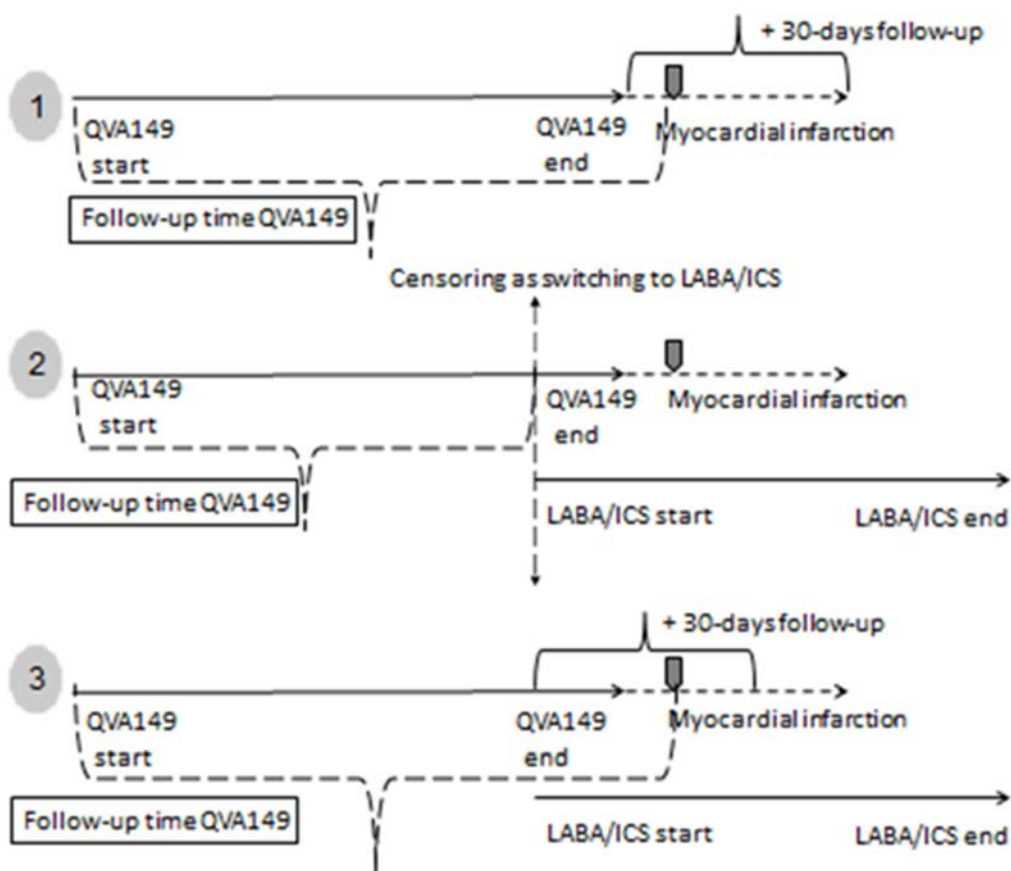 + 30-days follow-up
1
QVA149
start
QVA149
end
Myocardial infarction
Follow-up time QVA149
Censoring as switching to LABA/ICS
2
QVA149
start
QVA149
end
Myocardial infarction
Follow-up time QVA149
LABA/ICS start
LABA/ICS end
+ 30-days follow-up
3
QVA149
start
QVA149
end
Myocardial infarction
Follow-up time QVA149
LABA/ICS start
LABA/ICS end